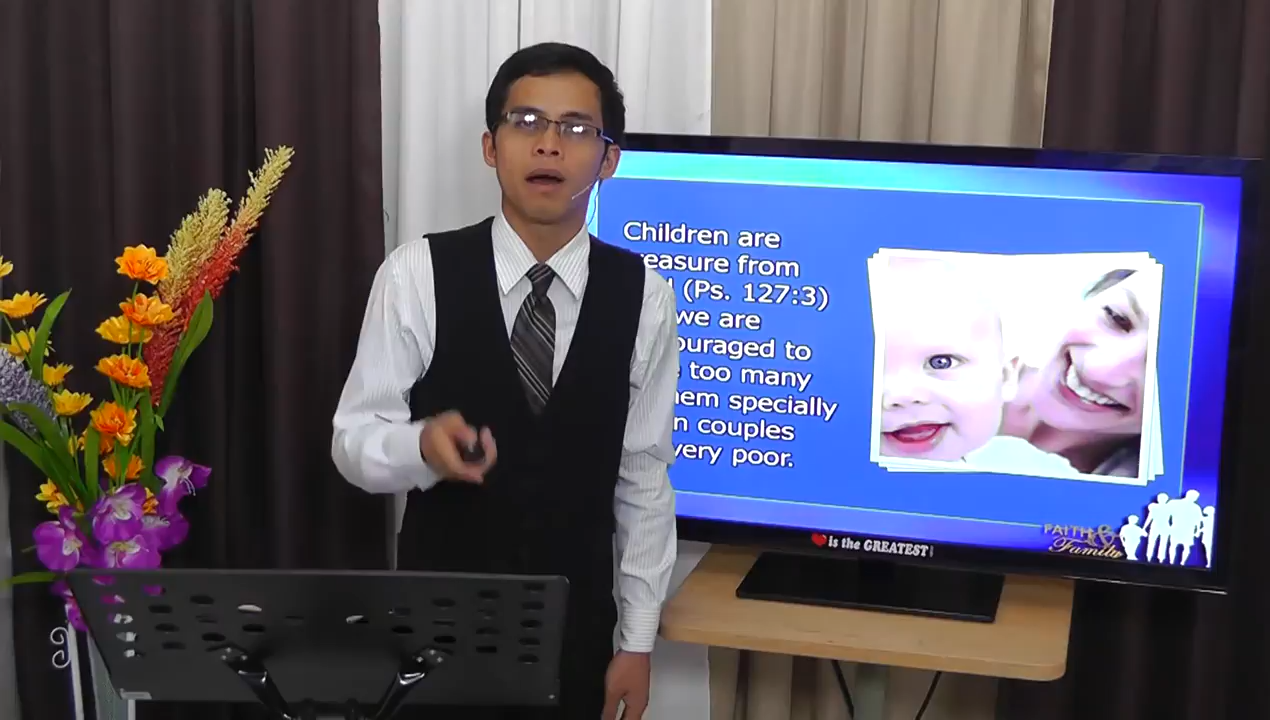 Children are
reasure from
(Ps. 127:3)
we are
ouraged to
too many
hem specially
n couples
very poor.
FAITH &
Family
is the GREATEST!